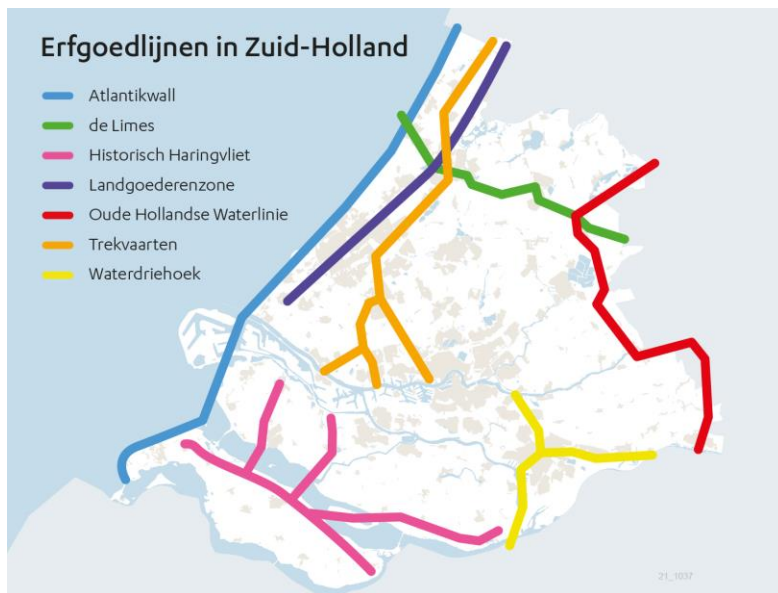 Erfgoedlijnen in Zuid-Holland
Atlantikwall
de Limes
Historisch Haringvliet
Landgoederenzone
Oude Hollandse Waterlinie
Trekvaarten
Waterdriehoek
21_1037